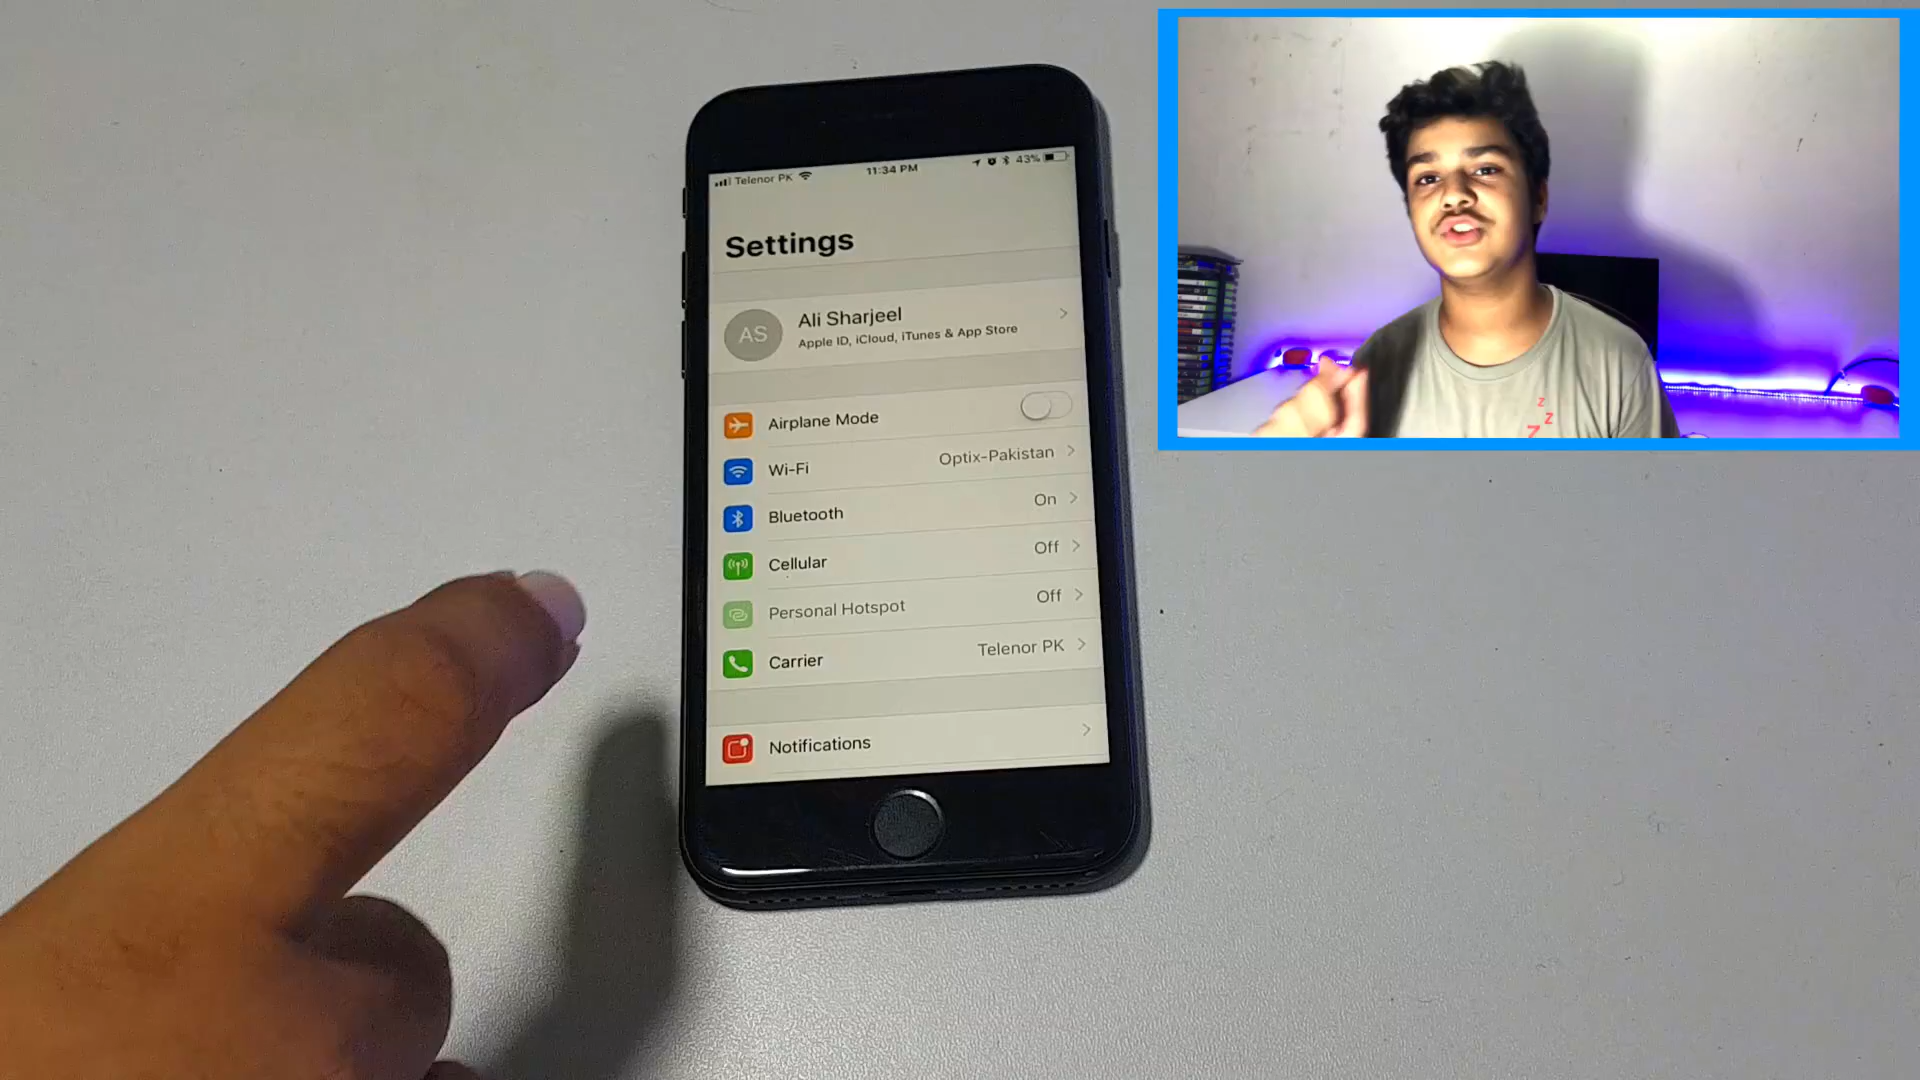 Telenor PK 11:34 PM 43%
Settings
AS
Ali Sharjeel
Apple ID, iCloud, iTunes & App Store
Airplane Mode
Wi-Fi Optix-Pakistan
Bluetooth On
Cellular Off
Personal Hotspot Off
Carrier Telenor PK
Notifications
z
z
z